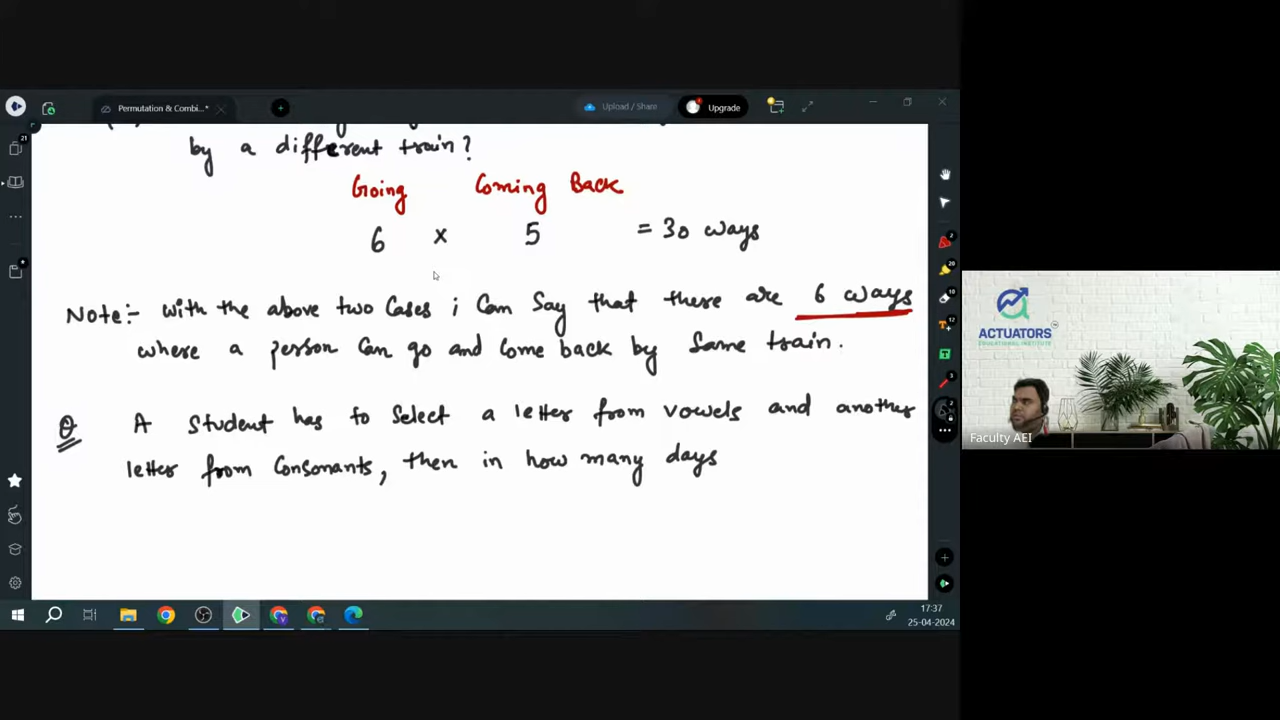 Permutation & Combi...*
Upload / Share
Upgrade
by a different train?
Going Coming Back
6 x 5 = 30 ways
Note:- With the above two Cases i Can Say that there are 6 ways
where a person Can go and Come back by Same train.
Q A Student has to Select a letter from vowels and another
letter from Consonants, then in how many days
ACTUATORS
EDUCATIONAL INSTITUTE
Faculty AEI
17:37
25-04-2024